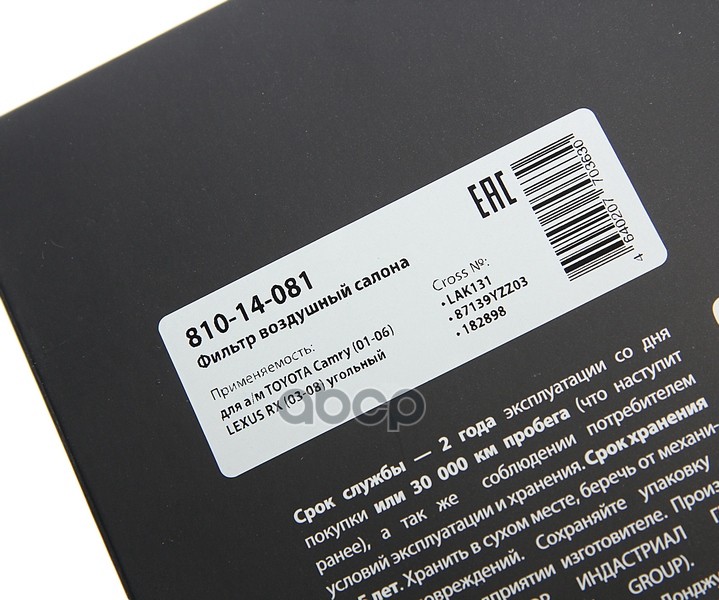 810-14-081
Фильтр воздушный салона
Применяемость:
для а/м TOYOTA Camry (01-06)
LEXUS RX (03-08) угольный
Cross №:
•LAK131
•87139YZZ03
•182898
EAC
4 640207 703630
abcp
Срок службы — 2 года эксплуатации со дня
покупки или 30 000 км пробега (что наступит
ранее), а так же соблюдении потребителем
условий эксплуатации и хранения. Срок хранения
5 лет. Хранить в сухом месте, беречь от механи-
повреждений. Сохраняйте упаковку
предприятии изготовителе.
ИНДАСТРИАЛ
GROUP).